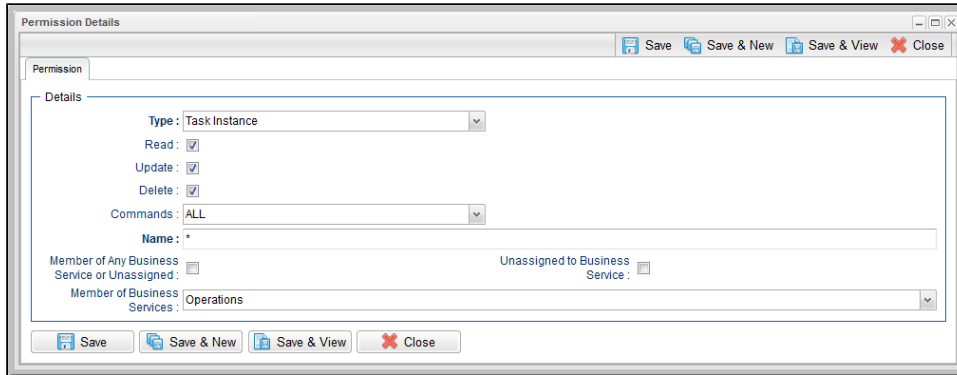 Permission Details
Save Save & New Save & View Close
Permission
Details
Type : Task Instance
Read :
Update :
Delete :
Commands : ALL
Name : *
Member of Any Business
Service or Unassigned :
Unassigned to Business
Service :
Member of Business
Services :
Operations
Save Save & New Save & View Close